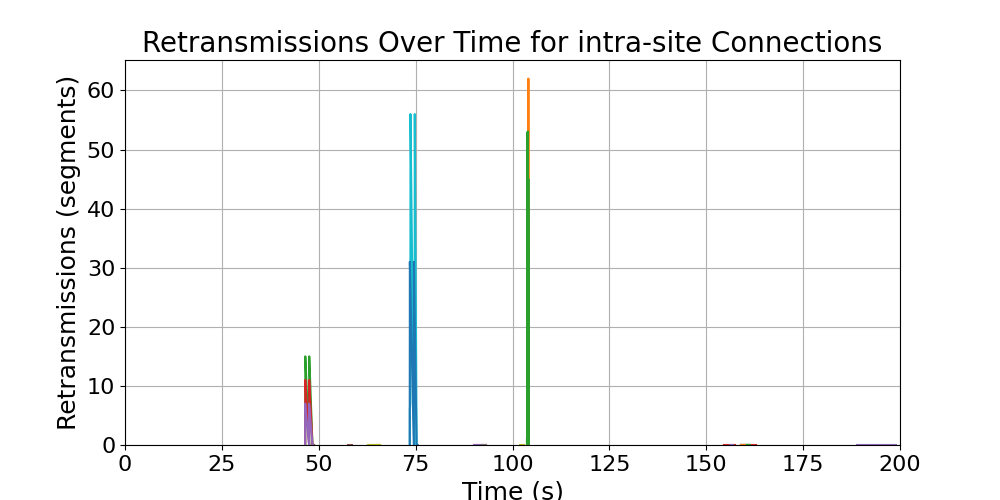 Retransmissions Over Time for intra-site Connections
Retransmissions (segments)
60
50
40
30
20
10
0
0 25 50 75 100 125 150 175 200
Time (s)